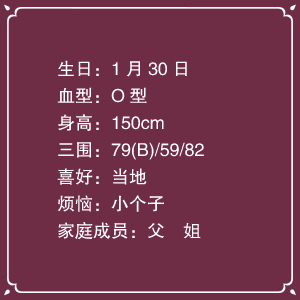 生日：1 月 30 日
血型：O 型
身高：150cm
三围：79(B)/59/82
喜好：当地
烦恼：小个子
家庭成员：父　姐